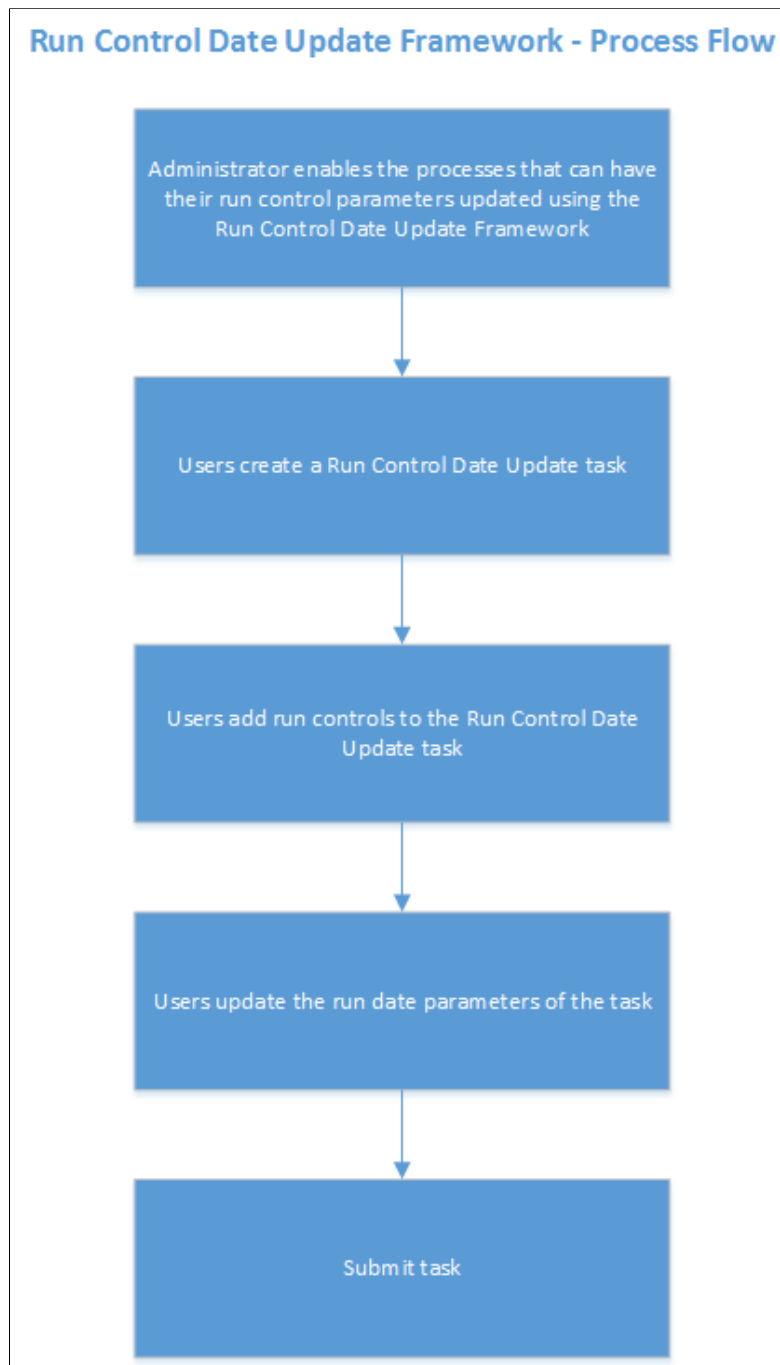 Run Control Date Update Framework - Process Flow
Administrator enables the processes that can have
their run control parameters updated using the
Run Control Date Update Framework
Users create a Run Control Date Update task
Users add run controls to the Run Control Date
Update task
Users update the run date parameters of the task
Submit task